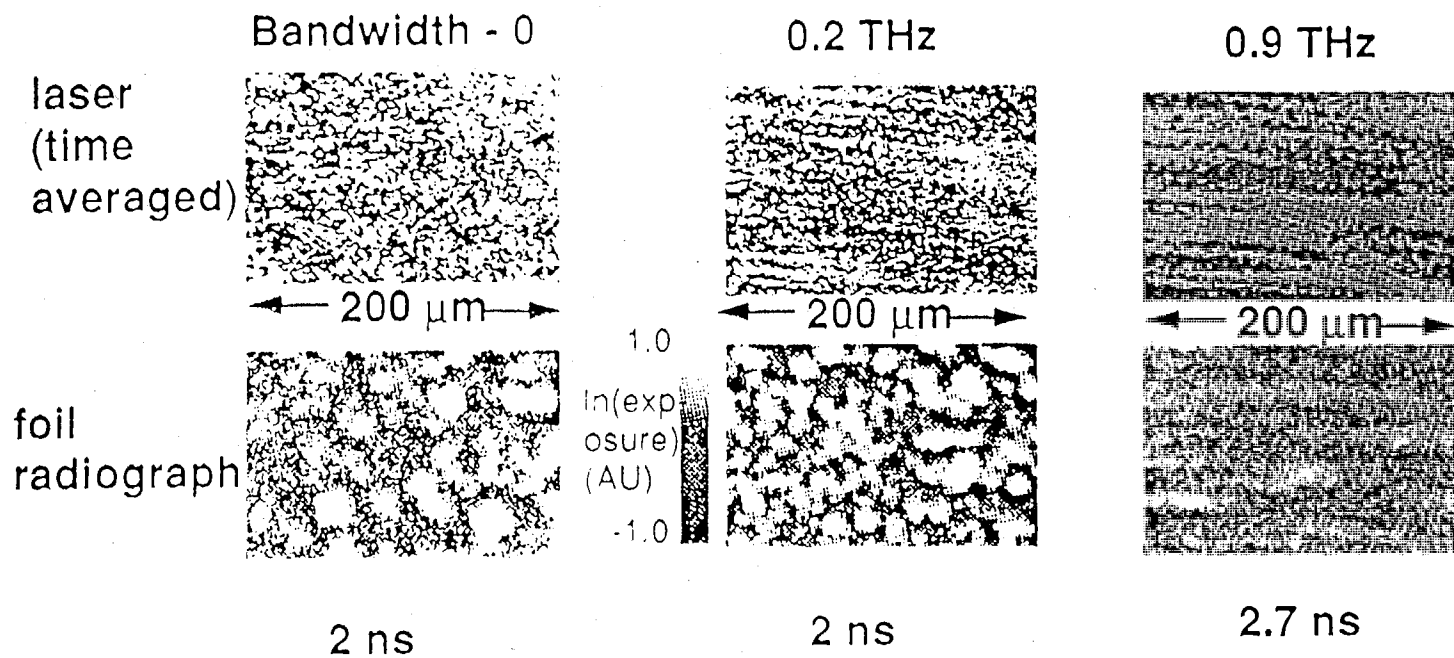 Bandwidth - 0
0.2 THz
0.9 THz
laser
(time
averaged)
200 μm
200 μm
200 μm
1.0
ln(exp
osure)
(AU)
-1.0
foil
radiograph
2 ns
2 ns
2.7 ns